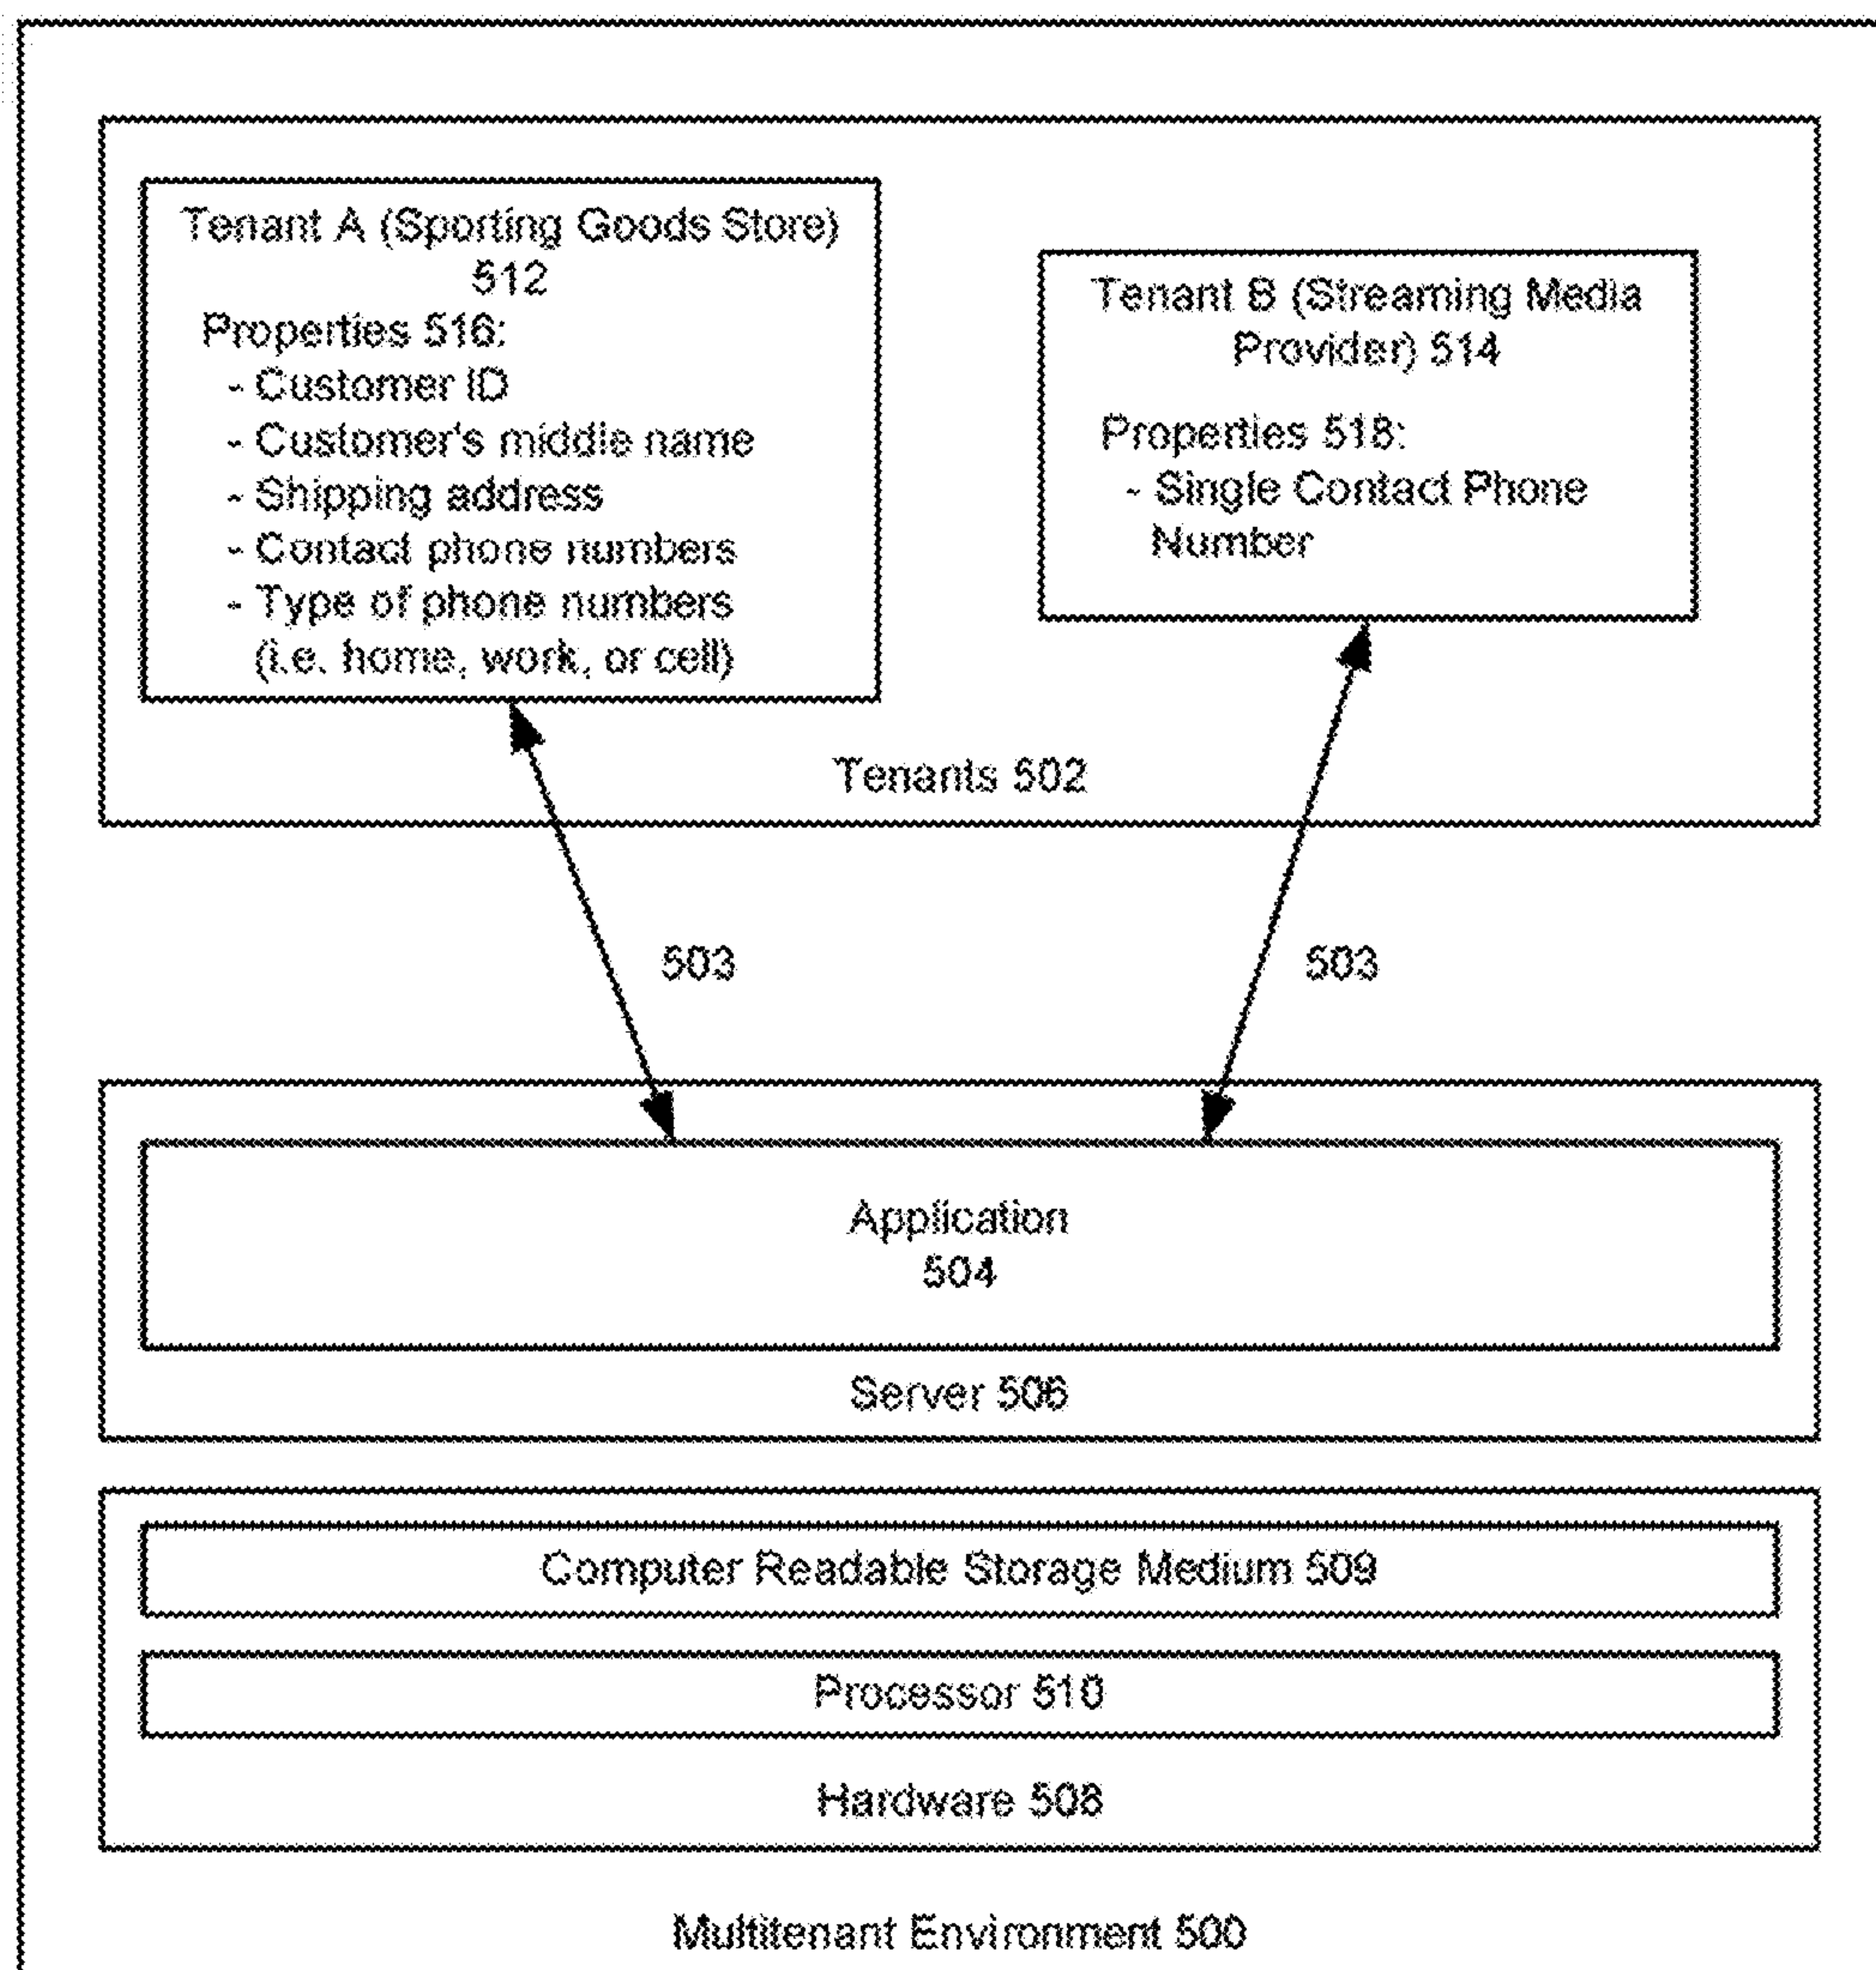 Tenant A (Sporting Goods Store)
512
Properties 516:
- Customer ID
- Customer's middle name
- Shipping address
- Contact phone numbers
- Type of phone numbers
(i.e. home, work, or cell)
Tenant B (Streaming Media
Provider) 514
Properties 518:
- Single Contact Phone
Number
Tenants 502
503
503
Application
504
Server 506
Computer Readable Storage Medium 509
Processor 510
Hardware 508
Multitenant Environment 500